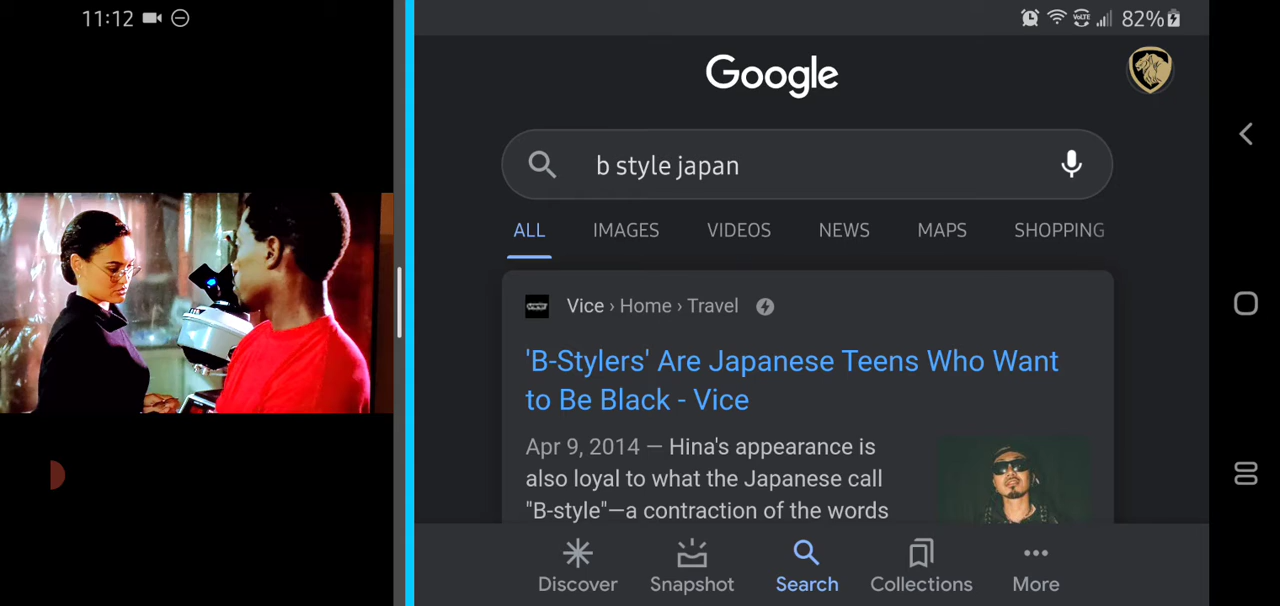 11:12
VoLTE
82%
Google
b style japan
ALL IMAGES VIDEOS NEWS MAPS SHOPPING
Vice › Home › Travel
'B-Stylers' Are Japanese Teens Who Want
to Be Black - Vice
Apr 9, 2014 — Hina's appearance is
also loyal to what the Japanese call
"B-style"—a contraction of the words
Discover Snapshot Search Collections More